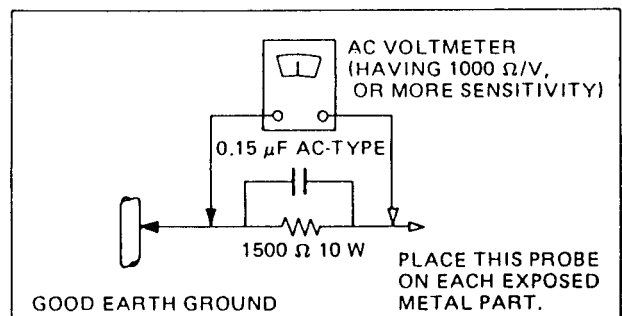 AC VOLTMETER
(HAVING 1000 Ω/V,
OR MORE SENSITIVITY)
0.15 μF AC-TYPE
1500 Ω 10 W
PLACE THIS PROBE
ON EACH EXPOSED
METAL PART.
GOOD EARTH GROUND